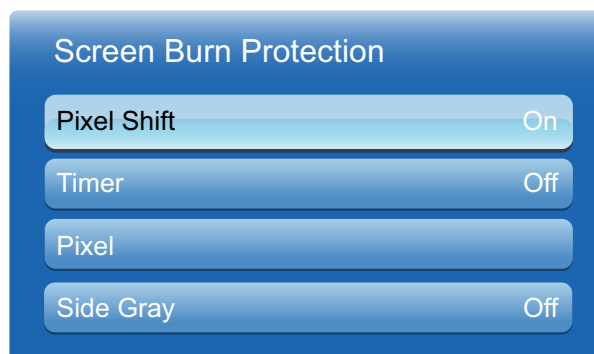 Screen Burn Protection
Pixel Shift On
Timer Off
Pixel
Side Gray Off